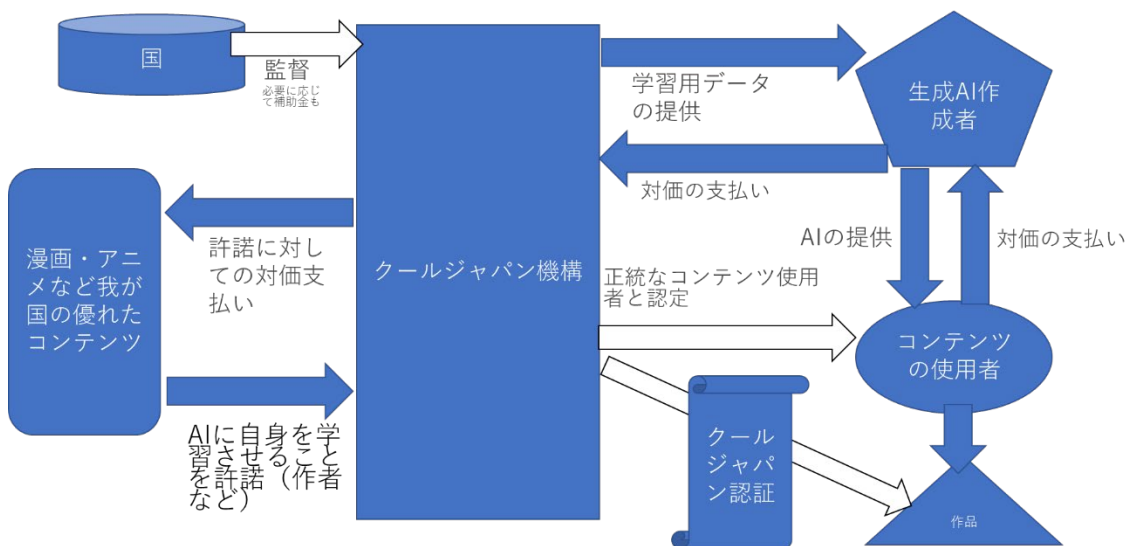 国
監督
必要に応じ
て補助金も
学習用データ
の提供
生成AI作
成者
対価の支払い
漫画・アニ
メなど我が
国の優れた
コンテンツ
許諾に対し
ての対価支
払い
クールジャパン機構
AIの提供
対価の支払い
正統なコンテンツ使用
者と認定
コンテンツ
の使用者
AIに自身を学
習させること
を許諾（作者
など）
クール
ジャパ
ン認証
作品